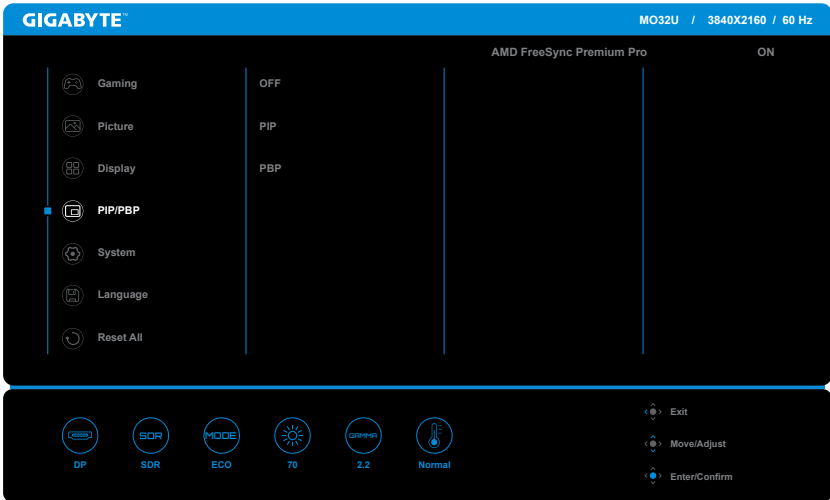 GIGABYTE™ MO32U / 3840X2160 / 60 Hz
AMD FreeSync Premium Pro ON
Gaming OFF
Picture PIP
Display PBP
PIP/PBP
System
Language
Reset All
Exit
SDR MODE GAMMA Move/Adjust
DP SDR ECO 70 2.2 Normal
Enter/Confirm